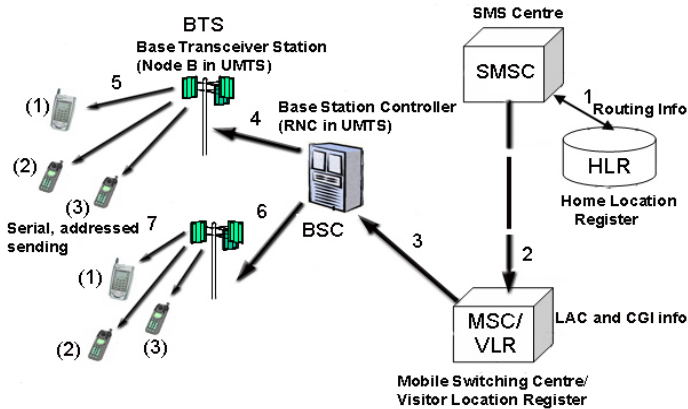 BTS
Base Transceiver Station
(Node B in UMTS)
SMS Centre
SMSC
1
Routing Info
HLR
Home Location
Register
5
(1)
(2)
(3)
4
Base Station Controller
(RNC in UMTS)
BSC
Serial, addressed
sending
7
6
(1)
(2)
(3)
3
2
MSC/
VLR
LAC and CGI info
Mobile Switching Centre/
Visitor Location Register